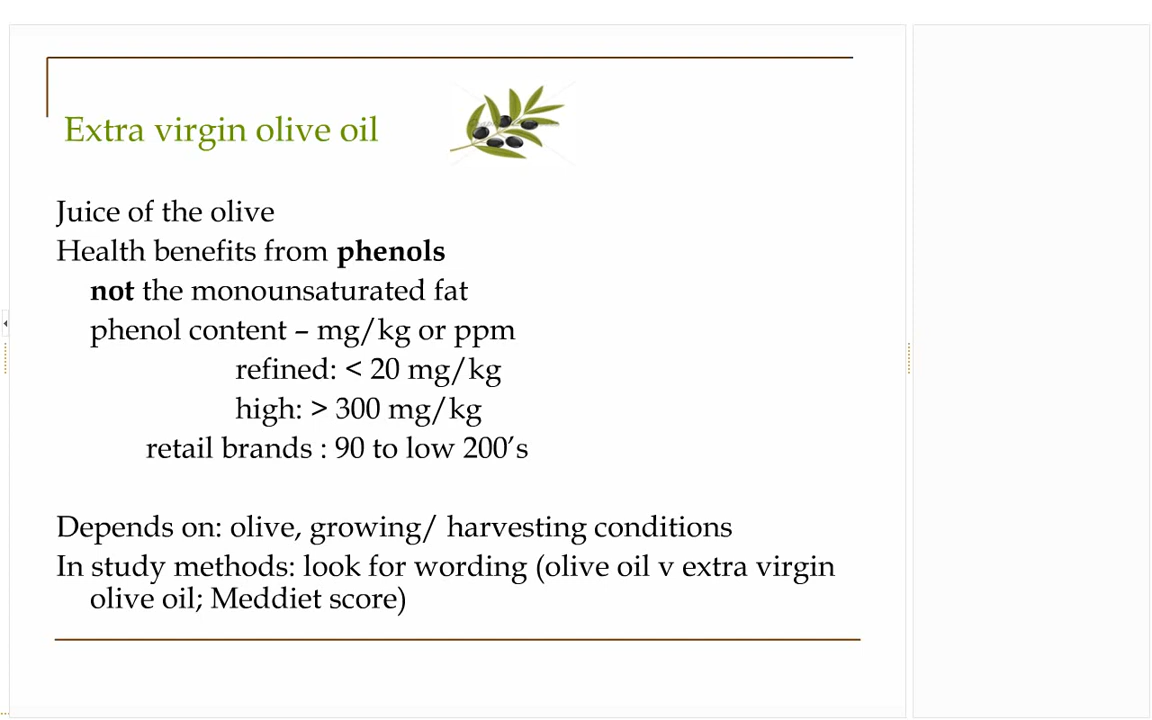 Extra virgin olive oil
Juice of the olive
Health benefits from phenols
not the monounsaturated fat
phenol content – mg/kg or ppm
refined: < 20 mg/kg
high: > 300 mg/kg
retail brands : 90 to low 200’s
Depends on: olive, growing/ harvesting conditions
In study methods: look for wording (olive oil v extra virgin
olive oil; Meddiet score)